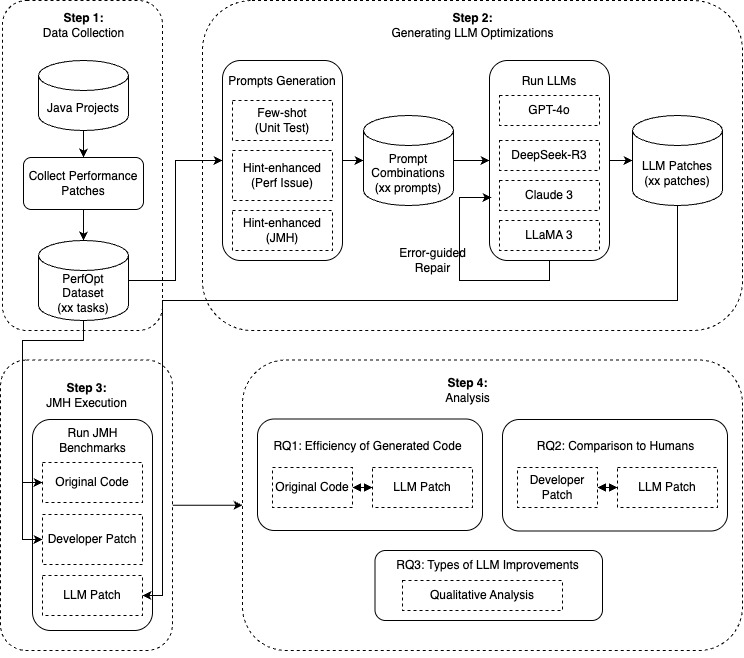 Step 1:
Data Collection
Java Projects
Collect Performance
Patches
PerfOpt
Dataset
(xx tasks)
Step 2:
Generating LLM Optimizations
Prompts Generation
Few-shot
(Unit Test)
Hint-enhanced
(Perf Issue)
Hint-enhanced
(JMH)
Prompt
Combinations
(xx prompts)
Run LLMs
GPT-4o
DeepSeek-R3
Claude 3
LLaMA 3
Error-guided
Repair
LLM Patches
(xx patches)
Step 3:
JMH Execution
Run JMH
Benchmarks
Original Code
Developer Patch
LLM Patch
Step 4:
Analysis
RQ1: Efficiency of Generated Code
Original Code
LLM Patch
RQ2: Comparison to Humans
Developer
Patch
LLM Patch
RQ3: Types of LLM Improvements
Qualitative Analysis